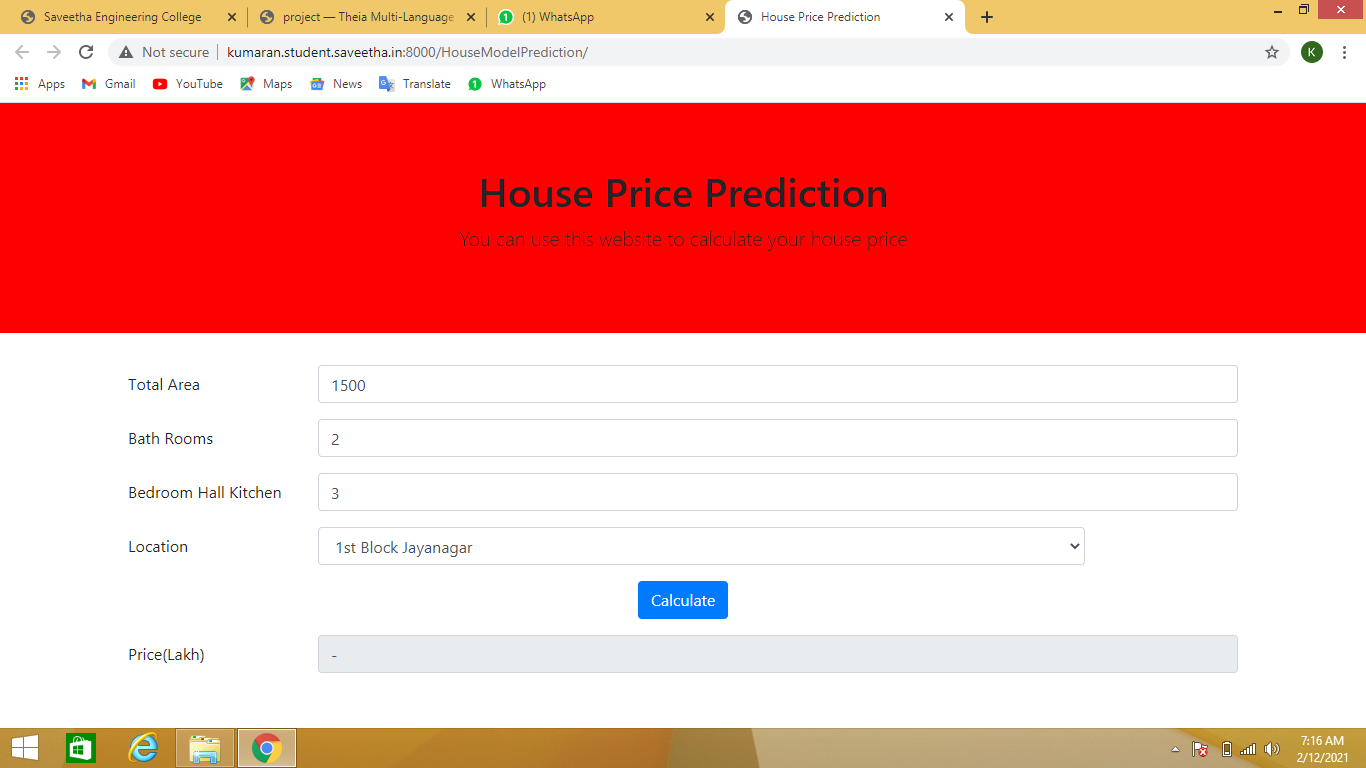 Saveetha Engineering College
project — Theia Multi-Language
(1) WhatsApp
House Price Prediction
Not secure
kumaran.student.saveetha.in:8000/HouseModelPrediction/
K
Apps
Gmail
YouTube
Maps
News
Translate
WhatsApp
House Price Prediction
You can use this website to calculate your house price
Total Area
1500
Bath Rooms
2
Bedroom Hall Kitchen
3
Location
1st Block Jayanagar
Calculate
Price(Lakh)
-
7:16 AM
2/12/2021